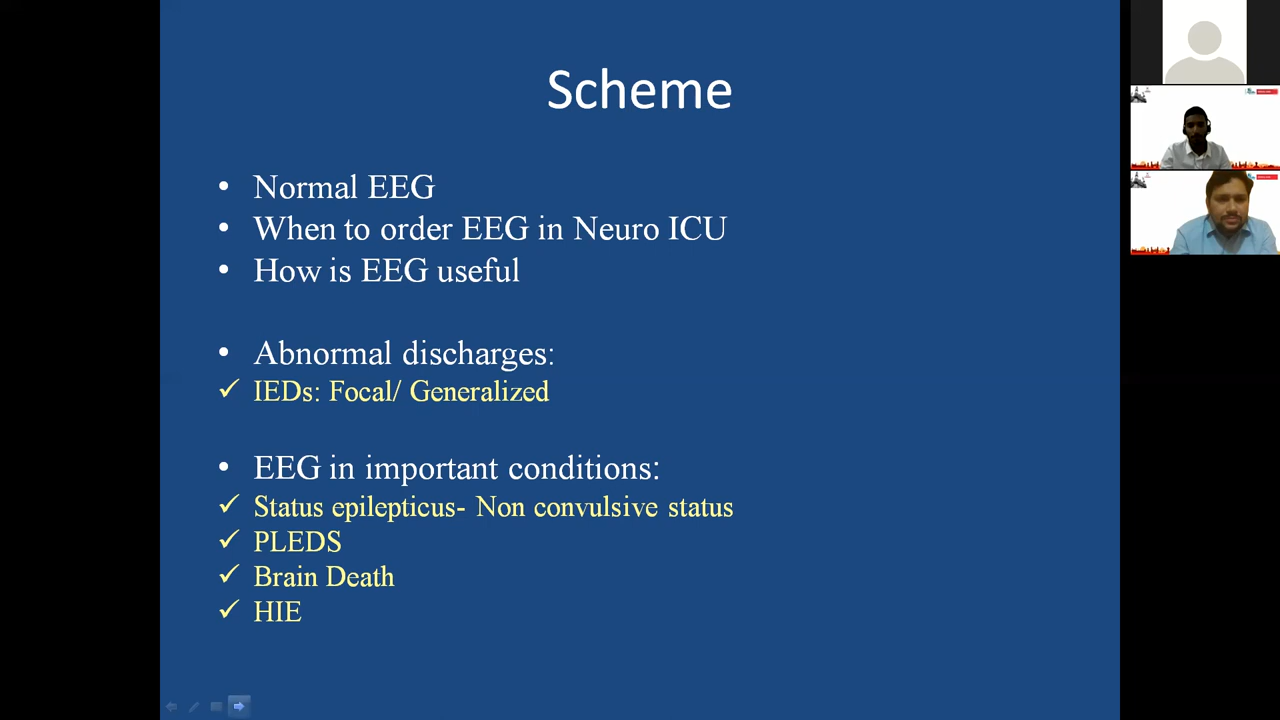 Scheme
• Normal EEG
• When to order EEG in Neuro ICU
• How is EEG useful
• Abnormal discharges:
✓ IEDs: Focal/ Generalized
• EEG in important conditions:
✓ Status epilepticus- Non convulsive status
✓ PLEDS
✓ Brain Death
✓ HIE